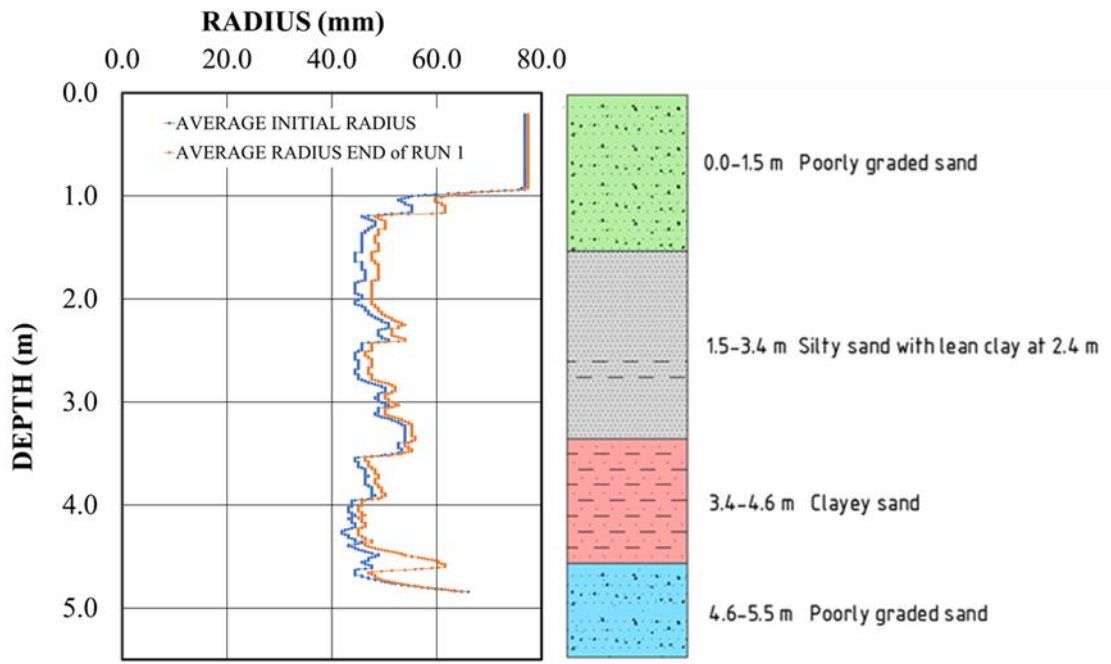 RADIUS (mm)
0.0 20.0 40.0 60.0 80.0
0.0
AVERAGE INITIAL RADIUS
AVERAGE RADIUS END of RUN 1
1.0
2.0
3.0
4.0
5.0
DEPTH (m)
0.0-1.5 m Poorly graded sand
1.5-3.4 m Silty sand with lean clay at 2.4 m
3.4-4.6 m Clayey sand
4.6-5.5 m Poorly graded sand